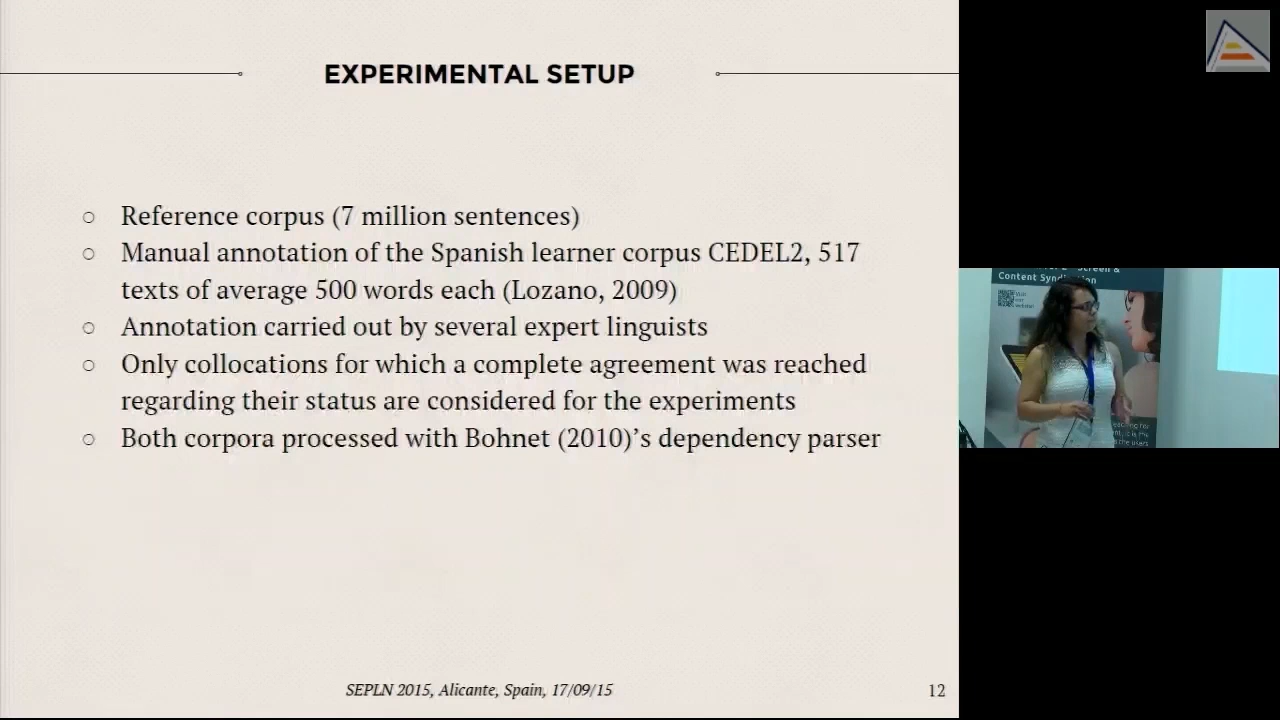 EXPERIMENTAL SETUP
○ Reference corpus (7 million sentences)
○ Manual annotation of the Spanish learner corpus CEDEL2, 517
texts of average 500 words each (Lozano, 2009)
○ Annotation carried out by several expert linguists
○ Only collocations for which a complete agreement was reached
regarding their status are considered for the experiments
○ Both corpora processed with Bohnet (2010)’s dependency parser
SEPLN 2015, Alicante, Spain, 17/09/15
12
Screen &
Content